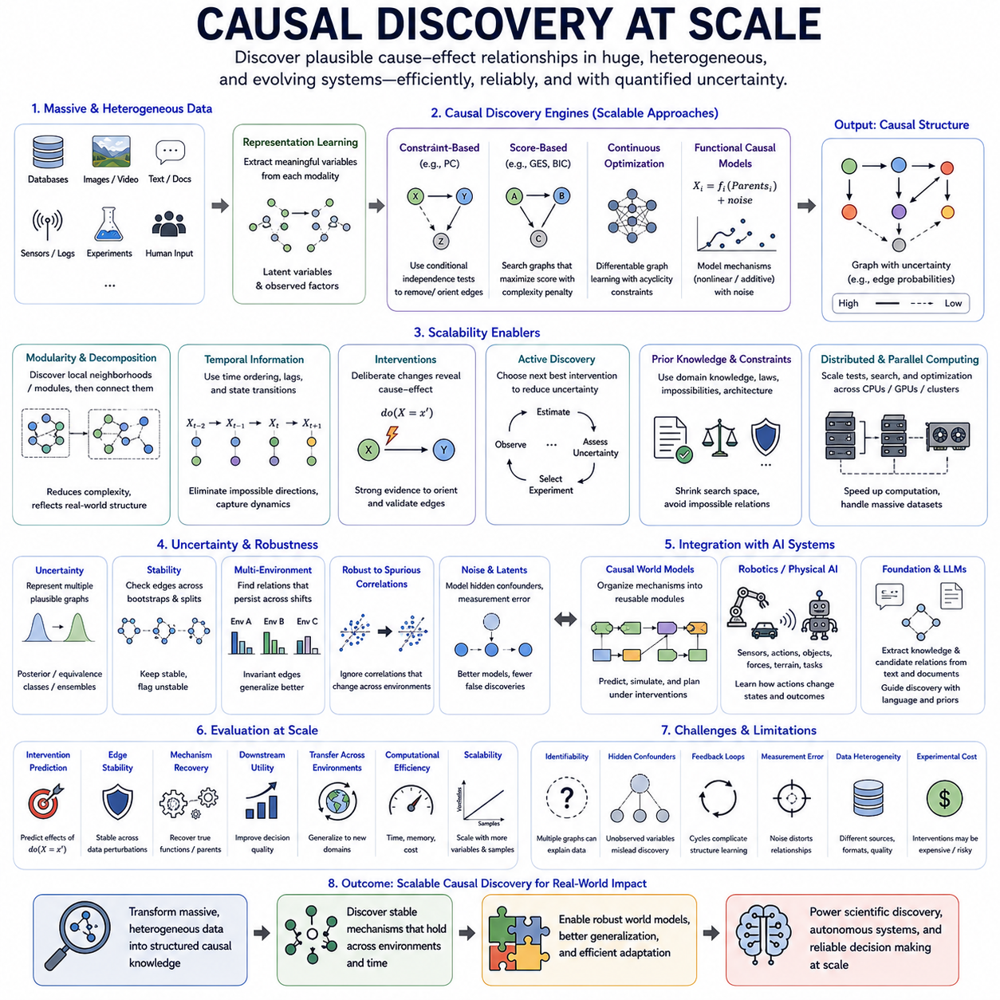 CAUSAL DISCOVERY AT SCALE
Discover plausible cause–effect relationships in huge, heterogeneous,
and evolving systems—efficiently, reliably, and with quantified uncertainty.
1. Massive & Heterogeneous Data
Databases
Images / Video
Text / Docs
Sensors / Logs
Experiments
Human Input
...
Representation Learning
Extract meaningful variables
from each modality
Latent variables
& observed factors
2. Causal Discovery Engines (Scalable Approaches)
Constraint-Based
(e.g., PC)
X
Y
Z
Use conditional
independence tests
to remove/ orient edges
Score-Based
(e.g., GES, BIC)
A
B
C
Search graphs that
maximize score with
complexity penalty
Continuous
Optimization
Differentable graph
learning with acyclicity
constraints
Functional Causal
Models
Xi = fi(Parentsi)
+ noise
Model mechanisms
(nonlinear / additive)
with noise
Output: Causal Structure
Graph with uncertainty
(e.g., edge probabilities)
High
Low
3. Scalability Enablers
Modularity & Decomposition
Discover local neighborhoods
/ modules, then connect them
Reduces complexity,
reflects real-world structure
Temporal Information
Use time ordering, lags,
and state transitions
Xt−2 → Xt−1 → Xt → Xt+1
Eliminate impossible directions,
capture dynamics
Interventions
Deliberate changes reveal
cause–effect
do(X = x′)
X
Y
Strong evidence to orient
and validate edges
Active Discovery
Choose next best intervention
to reduce uncertainty
Estimate
Observe
...
Assess
Uncertainty
Select
Experiment
Prior Knowledge & Constraints
Use domain knowledge, laws,
impossibilities, architecture
...
Shrink search space,
avoid impossible relations
Distributed & Parallel Computing
Scale tests, search, and optimization
across CPUs / GPUs / clusters
Speed up computation,
handle massive datasets
4. Uncertainty & Robustness
Uncertainty
Represent multiple
plausible graphs
Posterior / equivalence
classes / ensembles
Stability
Check edges across
bootstraps & splits
Keep stable,
flag unstable
Multi-Environment
Find relations that
persist across shifts
Env A
Env B
Env C
Invariant edges
generalize better
Robust to Spurious
Correlations
Ignore correlations that
change across environments
Noise & Latents
Model hidden confounders,
measurement error
Better models, fewer
false discoveries
5. Integration with AI Systems
Causal World Models
Organize mechanisms into
reusable modules
Predict, simulate, and plan
under interventions
Robotics / Physical AI
Sensors, actions, objects,
forces, terrain, tasks
Learn how actions change
states and outcomes
Foundation & LLMs
Extract knowledge &
candidate relations from
text and documents
Guide discovery with
language and priors
6. Evaluation at Scale
Intervention
Prediction
Predict effects of
do(X = x′)
Edge
Stability
Stable across
data perturbations
Mechanism
Recovery
Recover true
functions / parents
Downstream
Utility
Improve decision
quality
Transfer Across
Environments
Generalize to new
domains
Computational
Efficiency
Time, memory,
cost
Scalability
Samples
Scale with more
variables & samples
7. Challenges & Limitations
Identifiability
?
Multiple graphs can
explain data
Hidden Confounders
Unobserved variables
mislead discovery
Feedback Loops
Cycles complicate
structure learning
Measurement Error
Noise distorts
relationships
Data Heterogeneity
Different sources,
formats, quality
Experimental Cost
$
Interventions may be
expensive / risky
8. Outcome: Scalable Causal Discovery for Real-World Impact
Transform massive,
heterogeneous data
into structured causal
knowledge
Discover stable
mechanisms that hold
across environments
and time
Enable robust world models,
better generalization,
and efficient adaptation
Power scientific discovery,
autonomous systems, and
reliable decision making
at scale